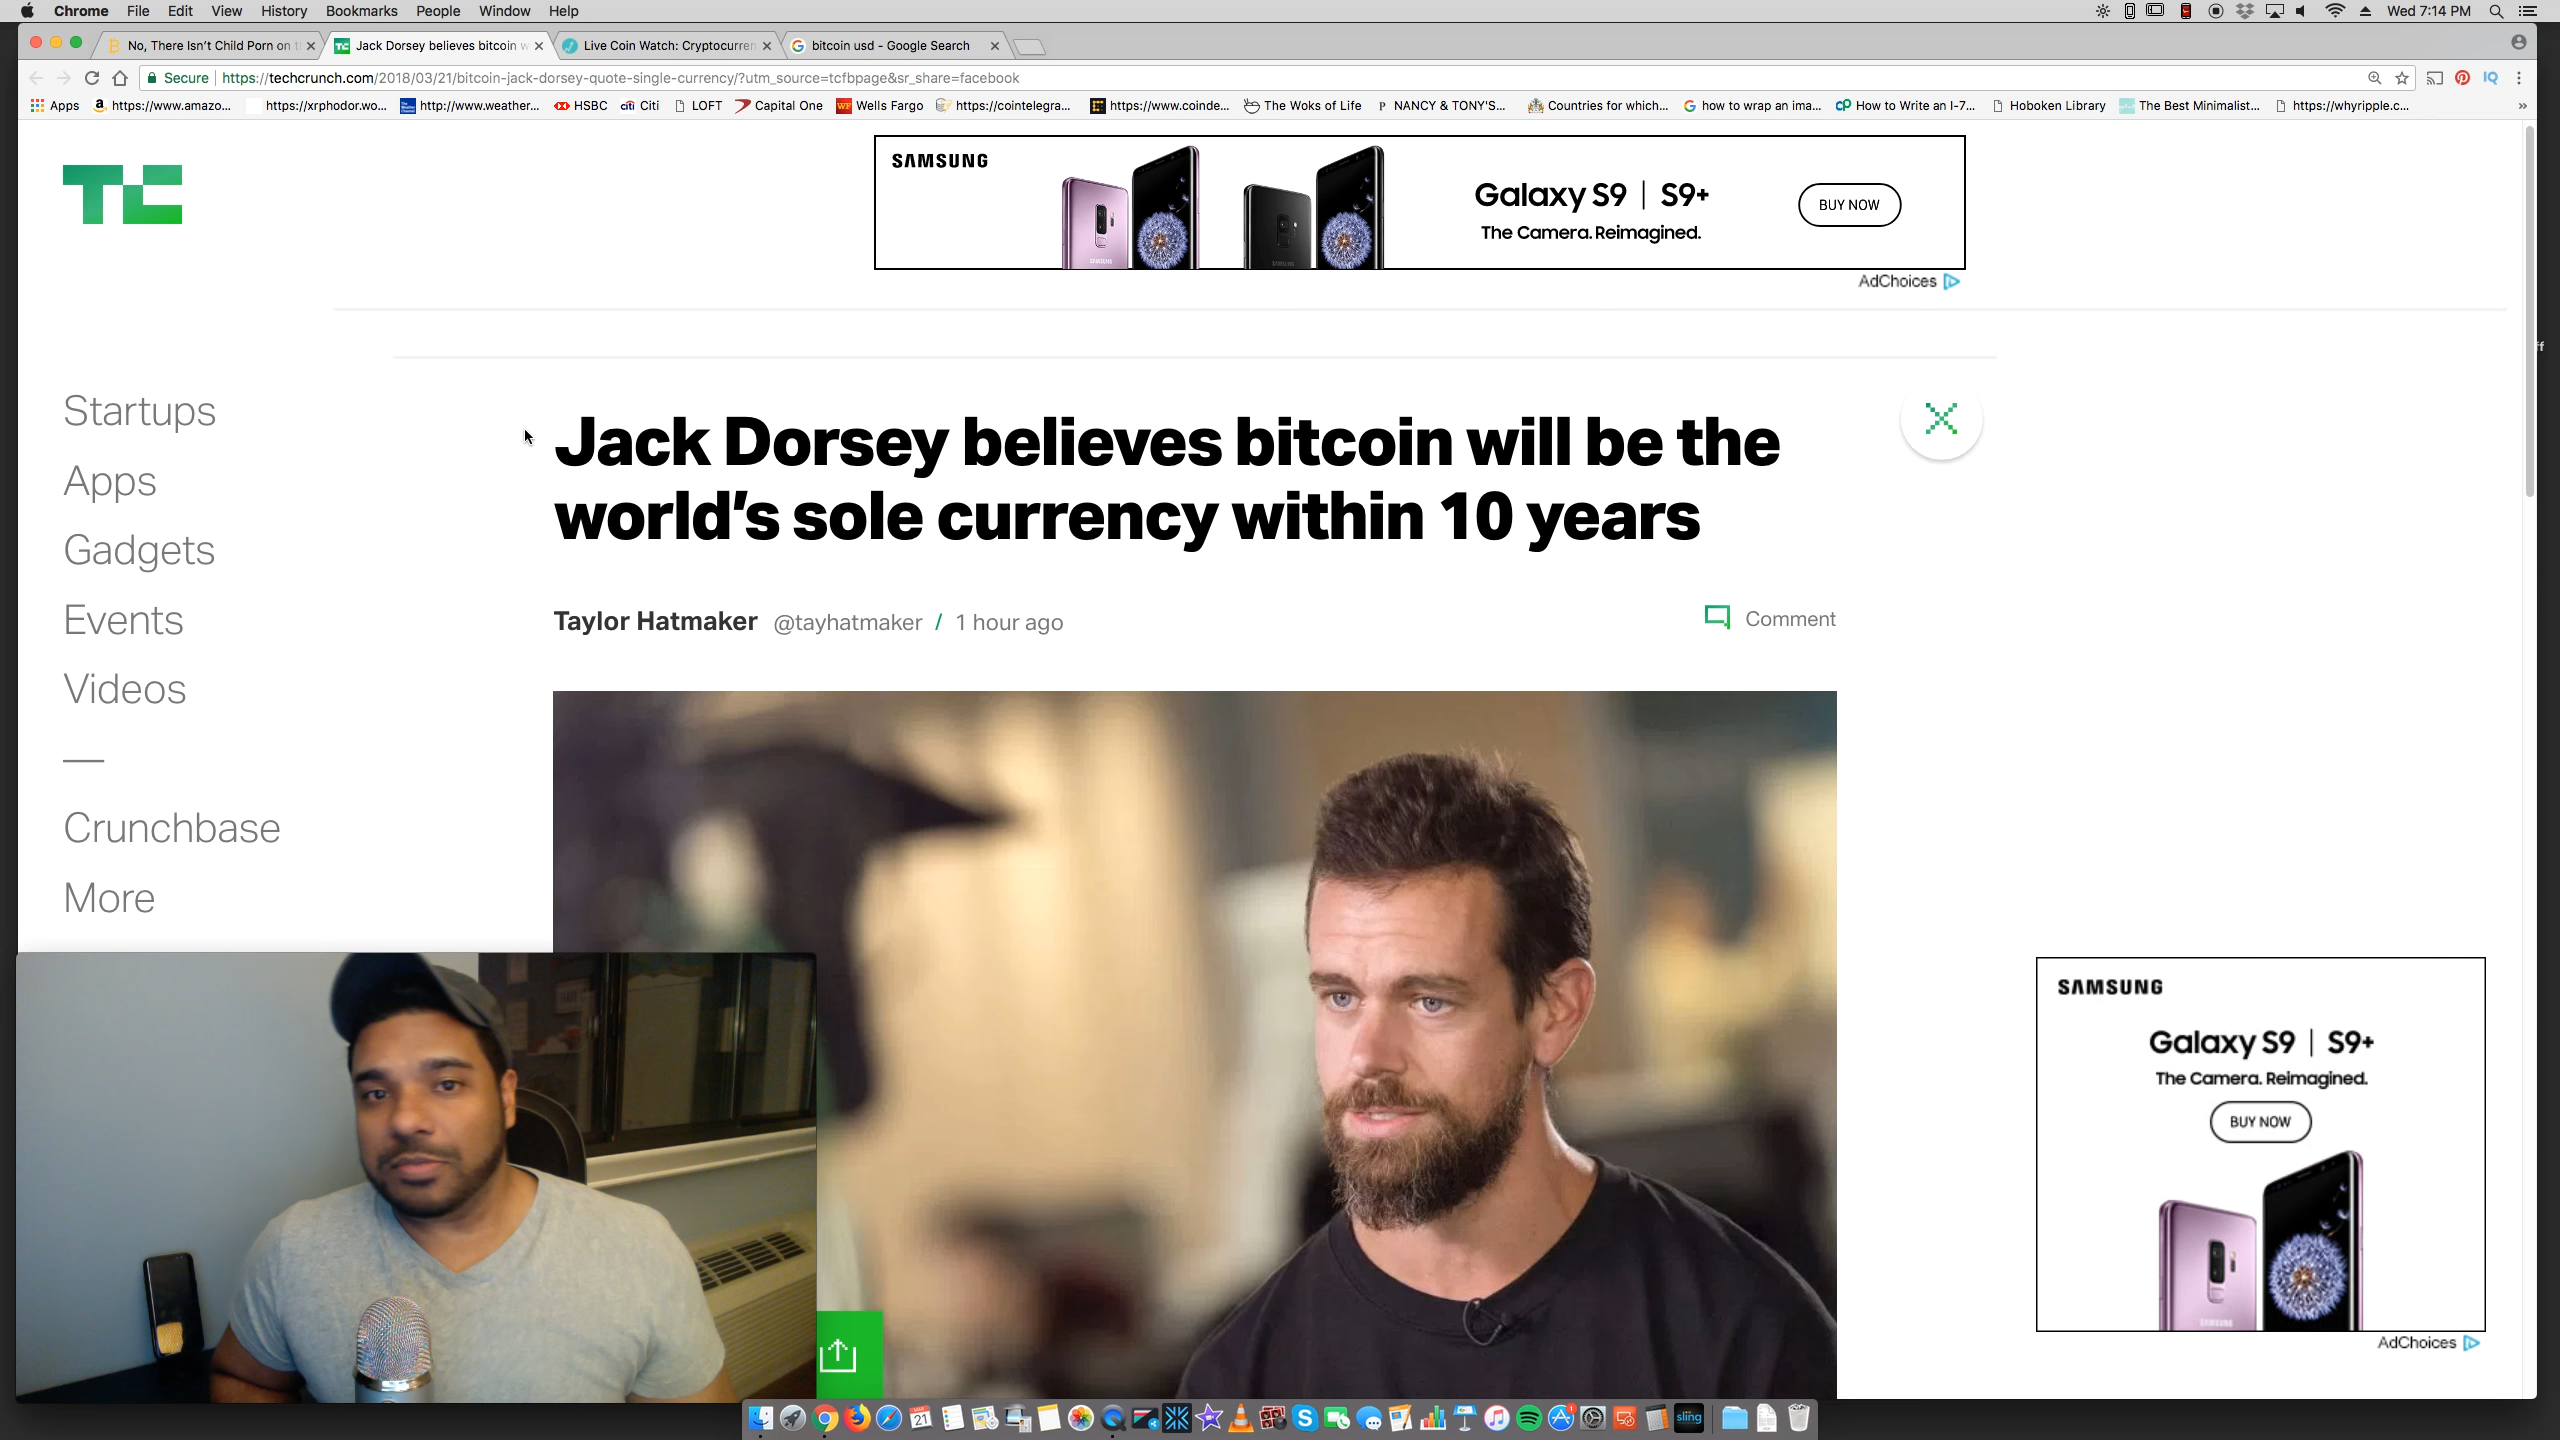 Chrome File Edit View History Bookmarks People Window Help
Wed 7:14 PM
No, There Isn't Child Porn on t
Jack Dorsey believes bitcoin w
Live Coin Watch: Cryptocurren
bitcoin usd - Google Search
Secure https://techcrunch.com/2018/03/21/bitcoin-jack-dorsey-quote-single-currency/?utm_source=tcfbpage&sr_share=facebook
IQ
Apps https://www.amazo... https://xrphodor.wo... http://www.weather... HSBC citi Citi LOFT Capital One WF Wells Fargo https://cointelegra... https://www.coinde... The Woks of Life P NANCY & TONY'S... Countries for which... how to wrap an ima... CP How to Write an I-7... Hoboken Library The Best Minimalist... https://whyripple.c... »
TC
SAMSUNG
Galaxy S9 | S9+
The Camera. Reimagined.
BUY NOW
AdChoices
Startups
Apps
Gadgets
Events
Videos
Crunchbase
More
Jack Dorsey believes bitcoin will be the
world's sole currency within 10 years
Taylor Hatmaker @tayhatmaker / 1 hour ago
Comment
SAMSUNG
Galaxy S9 | S9+
The Camera. Reimagined.
BUY NOW
AdChoices
21
sling